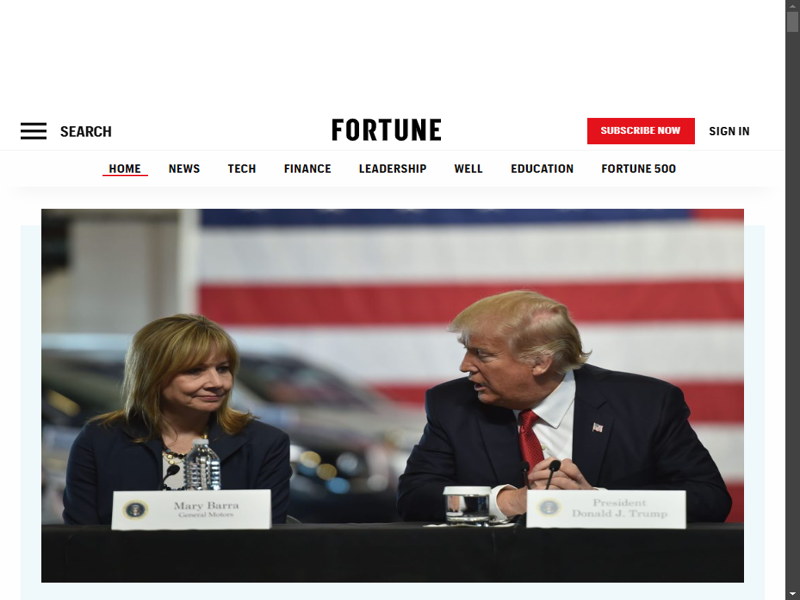 SEARCH
FORTUNE
SUBSCRIBE NOW
SIGN IN
HOME
NEWS
TECH
FINANCE
LEADERSHIP
WELL
EDUCATION
FORTUNE 500
Mary Barra
General Motors
President
Donald J. Trump